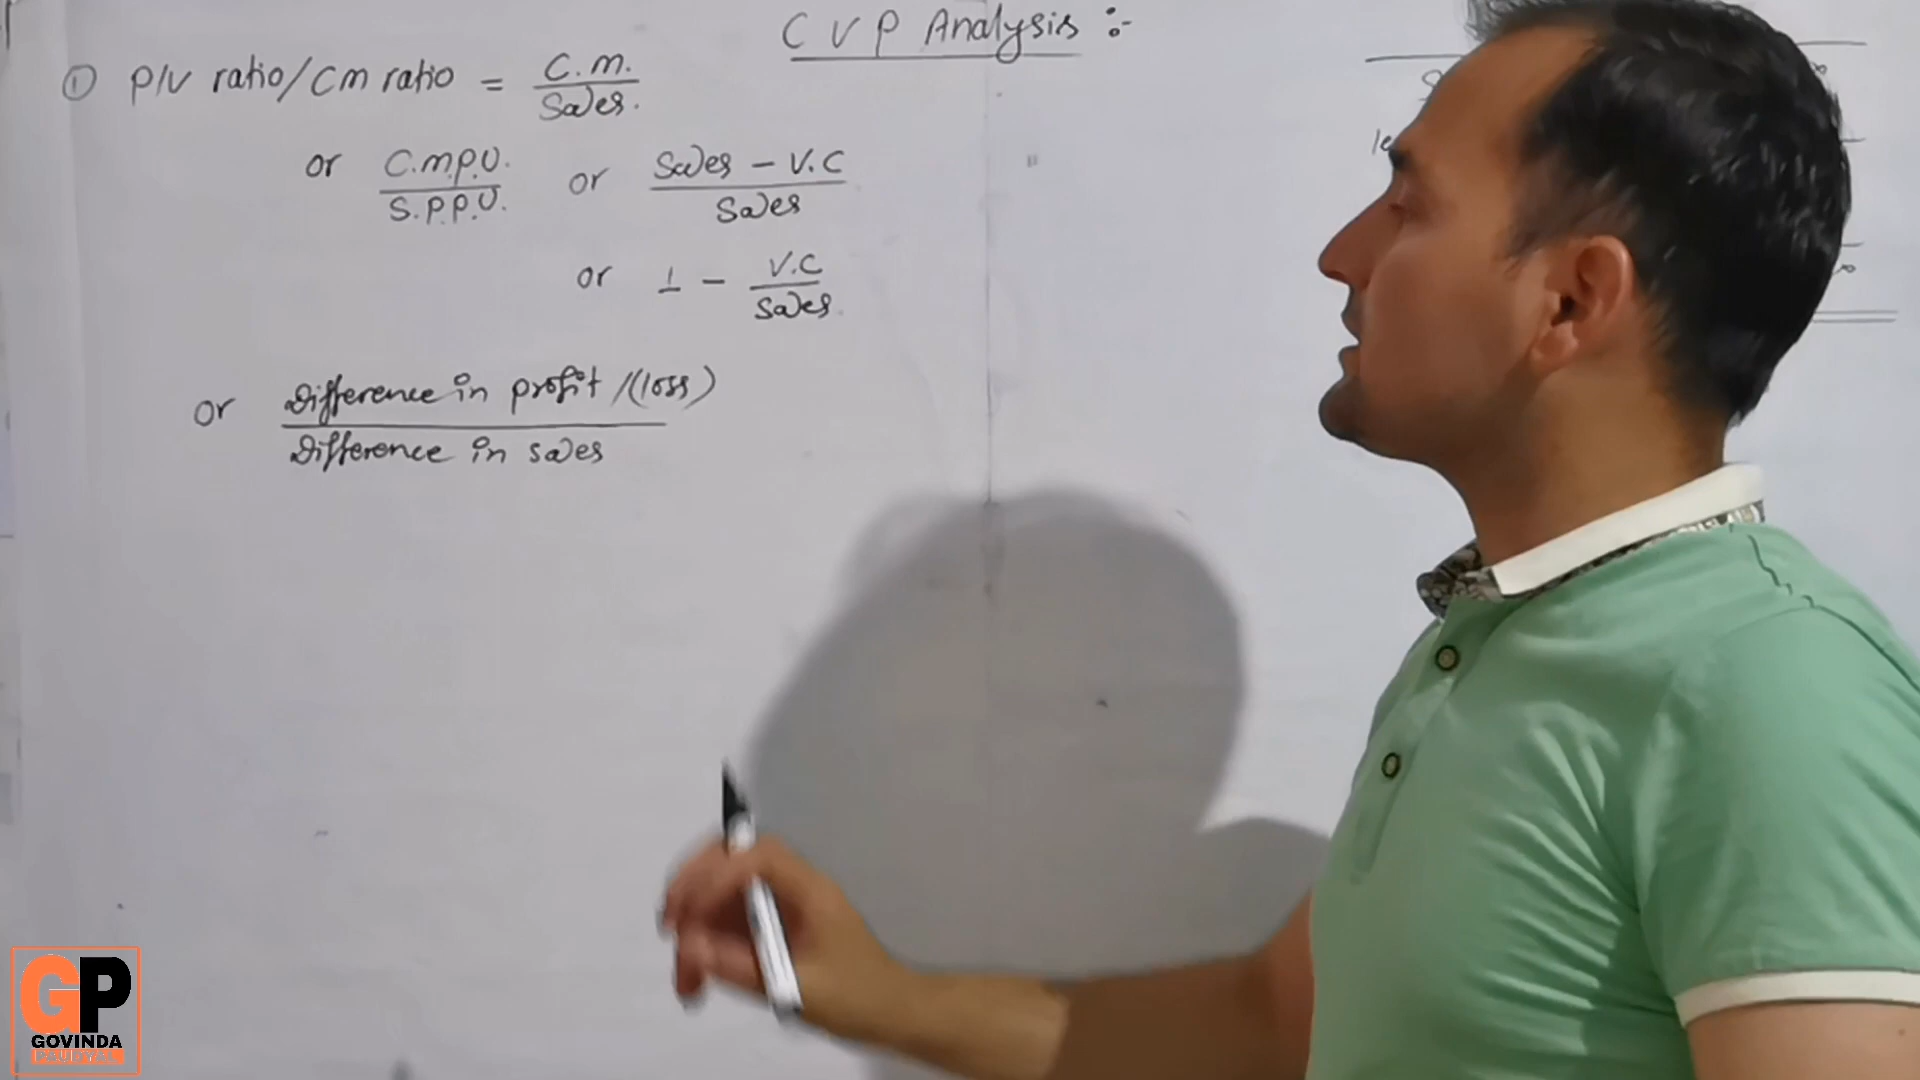 C V P Analysis :-
① P/V ratio/CM ratio = C.M. / Sales.
or C.M.P.U. / S.P.P.U. or Sales - V.C / Sales
or 1 - V.C / Sales.
or Difference in profit /(loss) / Difference in sales
GP
GOVINDA
PAUDYAL